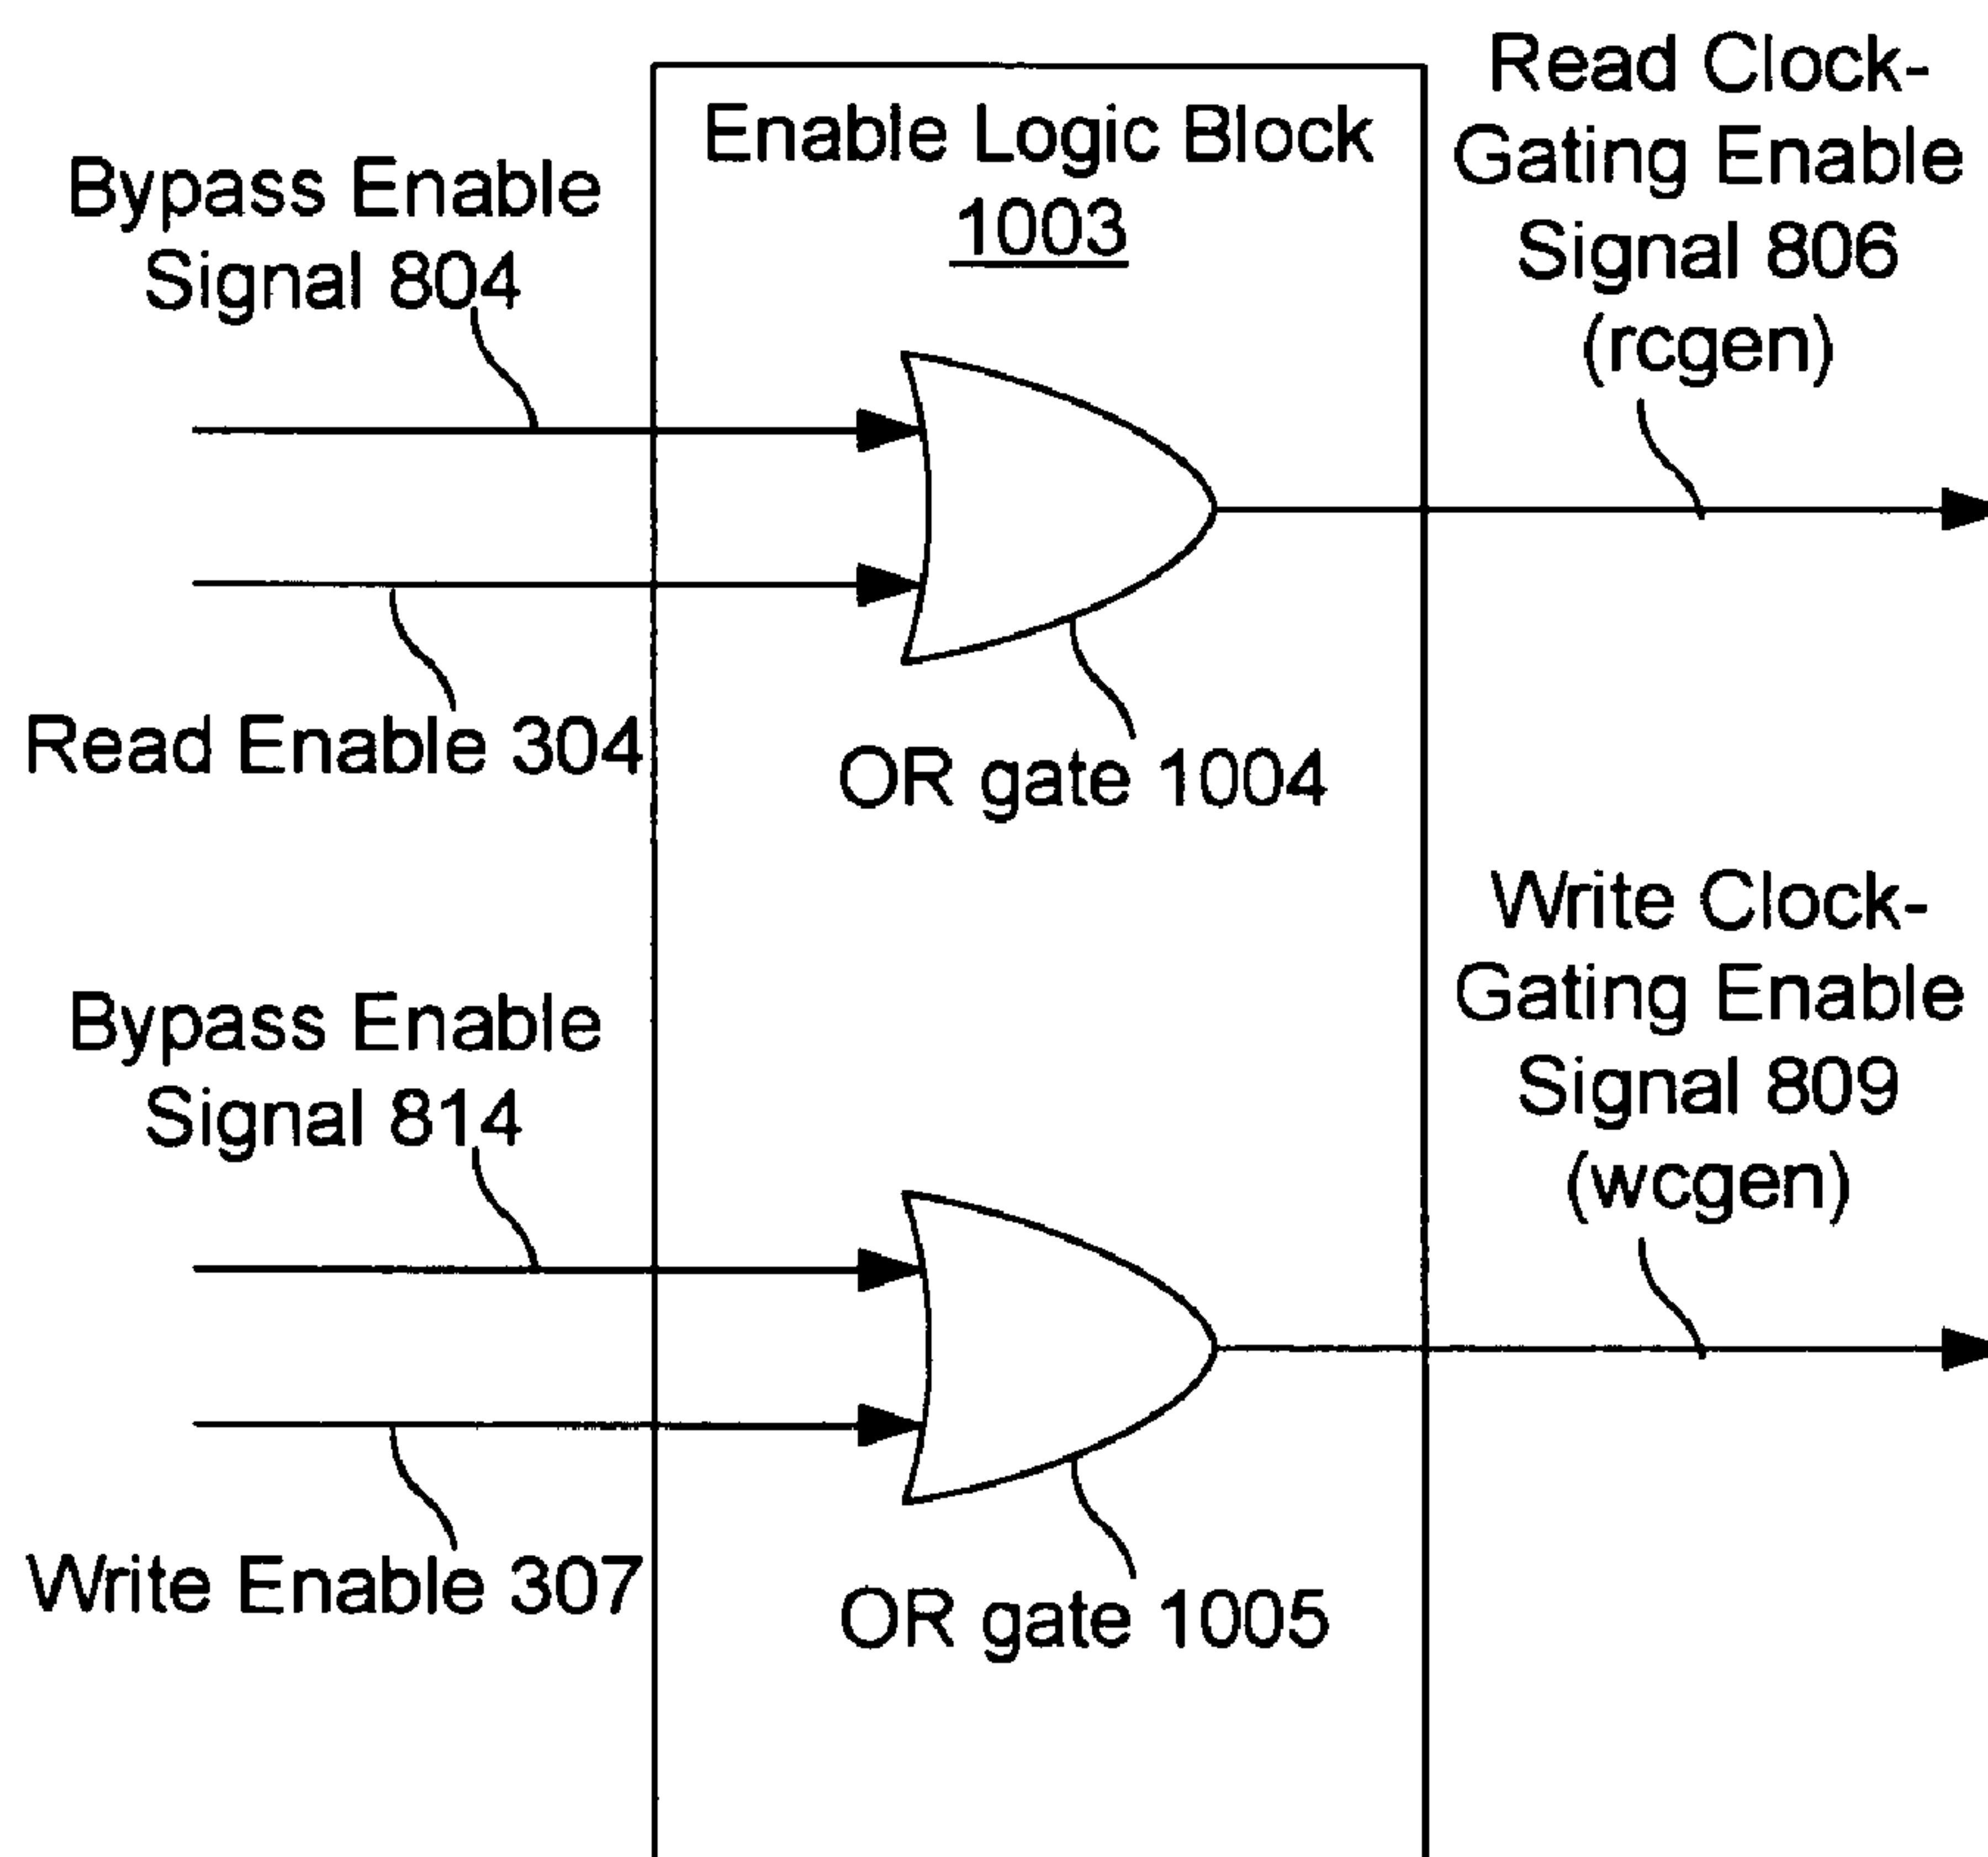 Enable Logic Block
1003
Bypass Enable
Signal 804
Read Enable 304
OR gate 1004
Read Clock-
Gating Enable
Signal 806
(rcgen)
Bypass Enable
Signal 814
Write Enable 307
OR gate 1005
Write Clock-
Gating Enable
Signal 809
(wcgen)